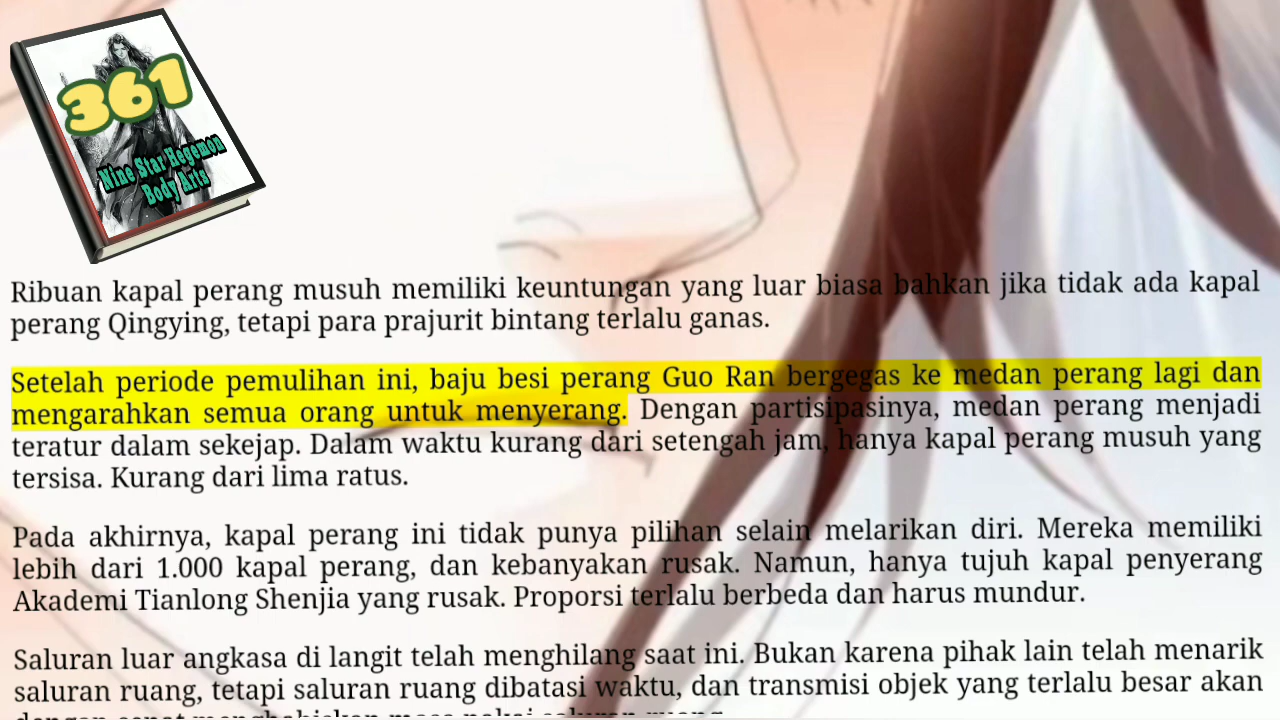 361
Nine Star Hegemon
Body Arts
Ribuan kapal perang musuh memiliki keuntungan yang luar biasa bahkan jika tidak ada kapal
perang Qingying, tetapi para prajurit bintang terlalu ganas.
Setelah periode pemulihan ini, baju besi perang Guo Ran bergegas ke medan perang lagi dan
mengarahkan semua orang untuk menyerang. Dengan partisipasinya, medan perang menjadi
teratur dalam sekejap. Dalam waktu kurang dari setengah jam, hanya kapal perang musuh yang
tersisa. Kurang dari lima ratus.
Pada akhirnya, kapal perang ini tidak punya pilihan selain melarikan diri. Mereka memiliki
lebih dari 1.000 kapal perang, dan kebanyakan rusak. Namun, hanya tujuh kapal penyerang
Akademi Tianlong Shenjia yang rusak. Proporsi terlalu berbeda dan harus mundur.
Saluran luar angkasa di langit telah menghilang saat ini. Bukan karena pihak lain telah menarik
saluran ruang, tetapi saluran ruang dibatasi waktu, dan transmisi objek yang terlalu besar akan